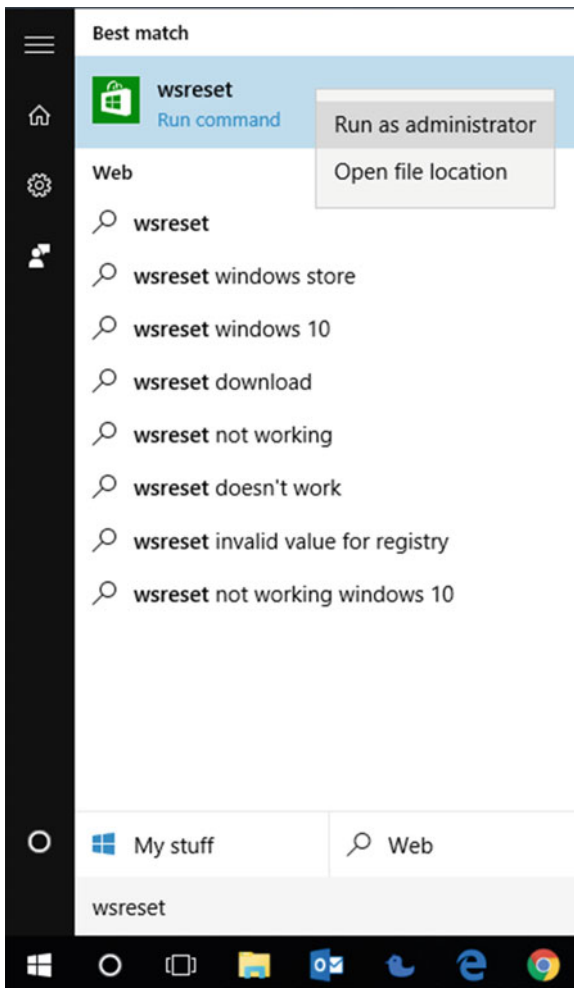 Best match
wsreset
Run command
Run as administrator
Open file location
Web
wsreset
wsreset windows store
wsreset windows 10
wsreset download
wsreset not working
wsreset doesn't work
wsreset invalid value for registry
wsreset not working windows 10
My stuff
Web
wsreset